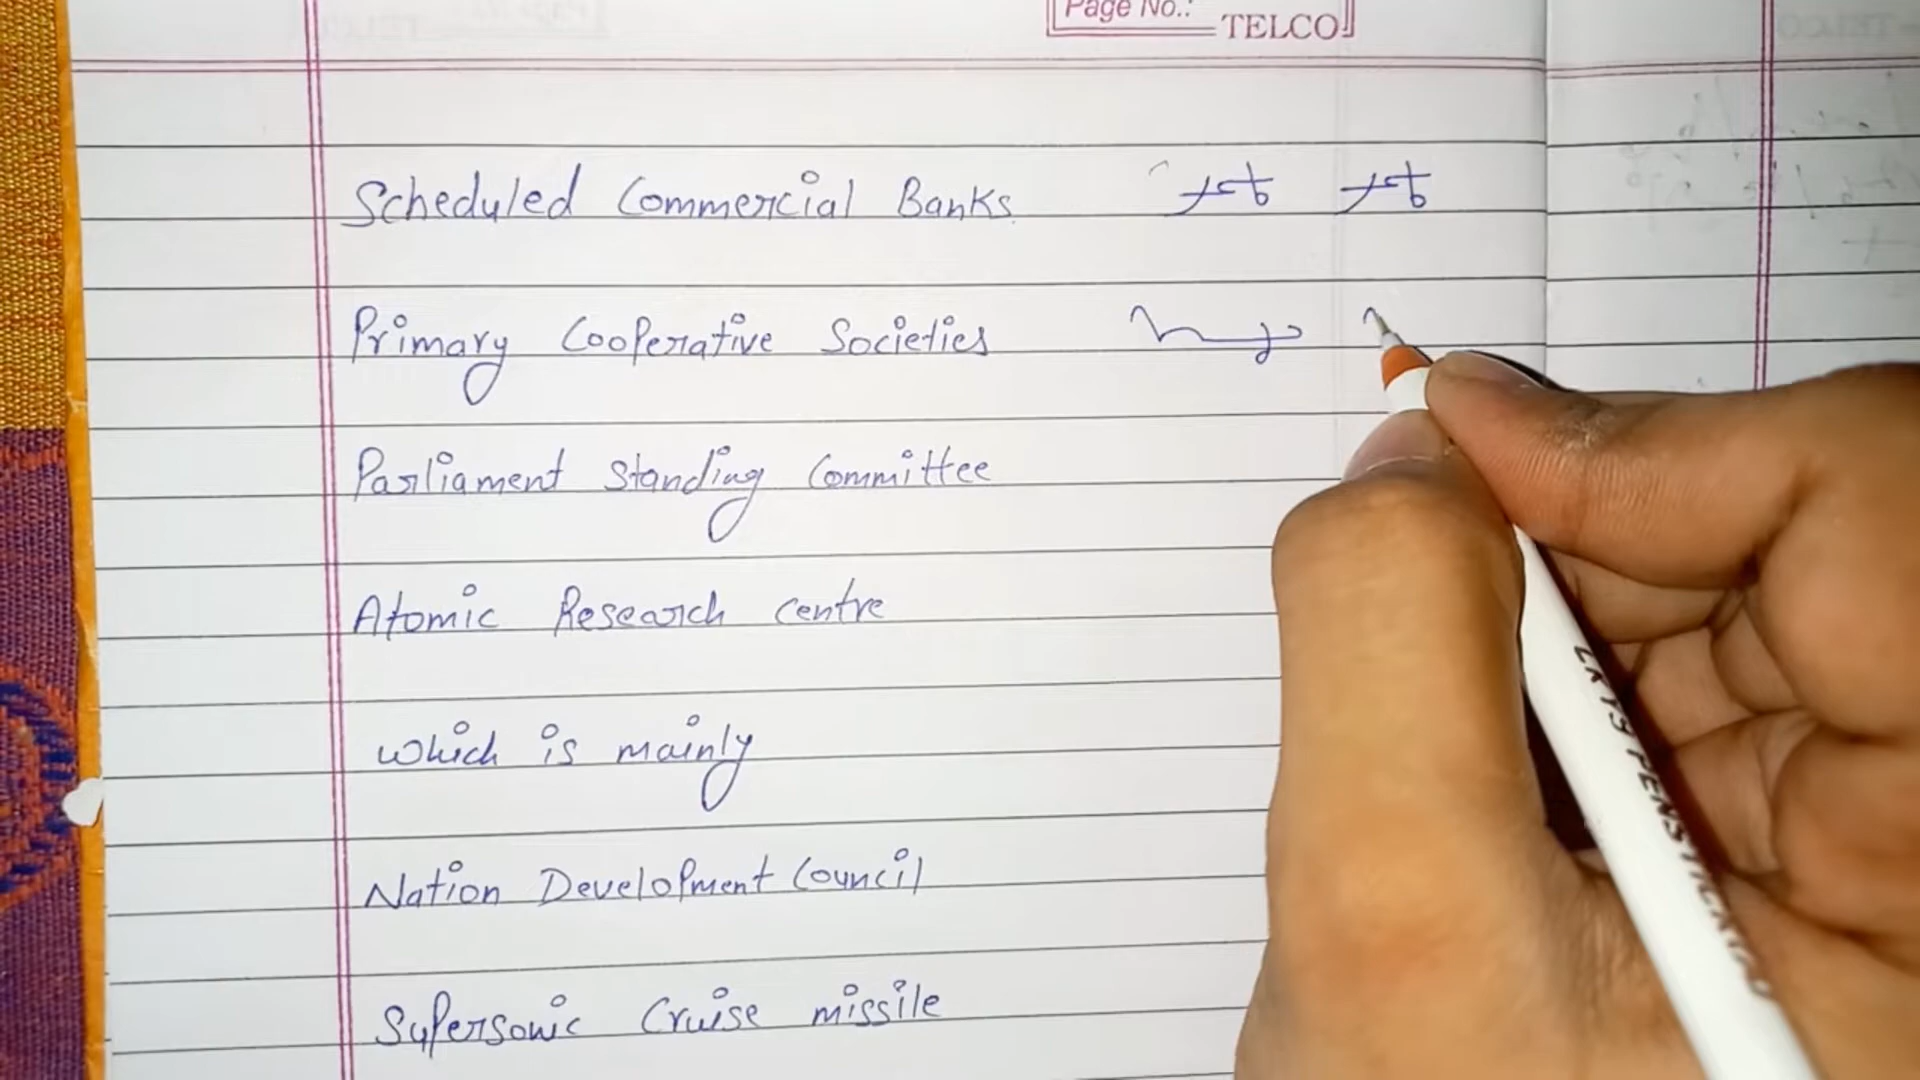 Page No.:
TELCO
Scheduled Commercial Banks
Primary Cooperative Societies
Parliament Standing Committee
Atomic Research centre
which is mainly
Nation Development Council
Supersonic Cruise missile